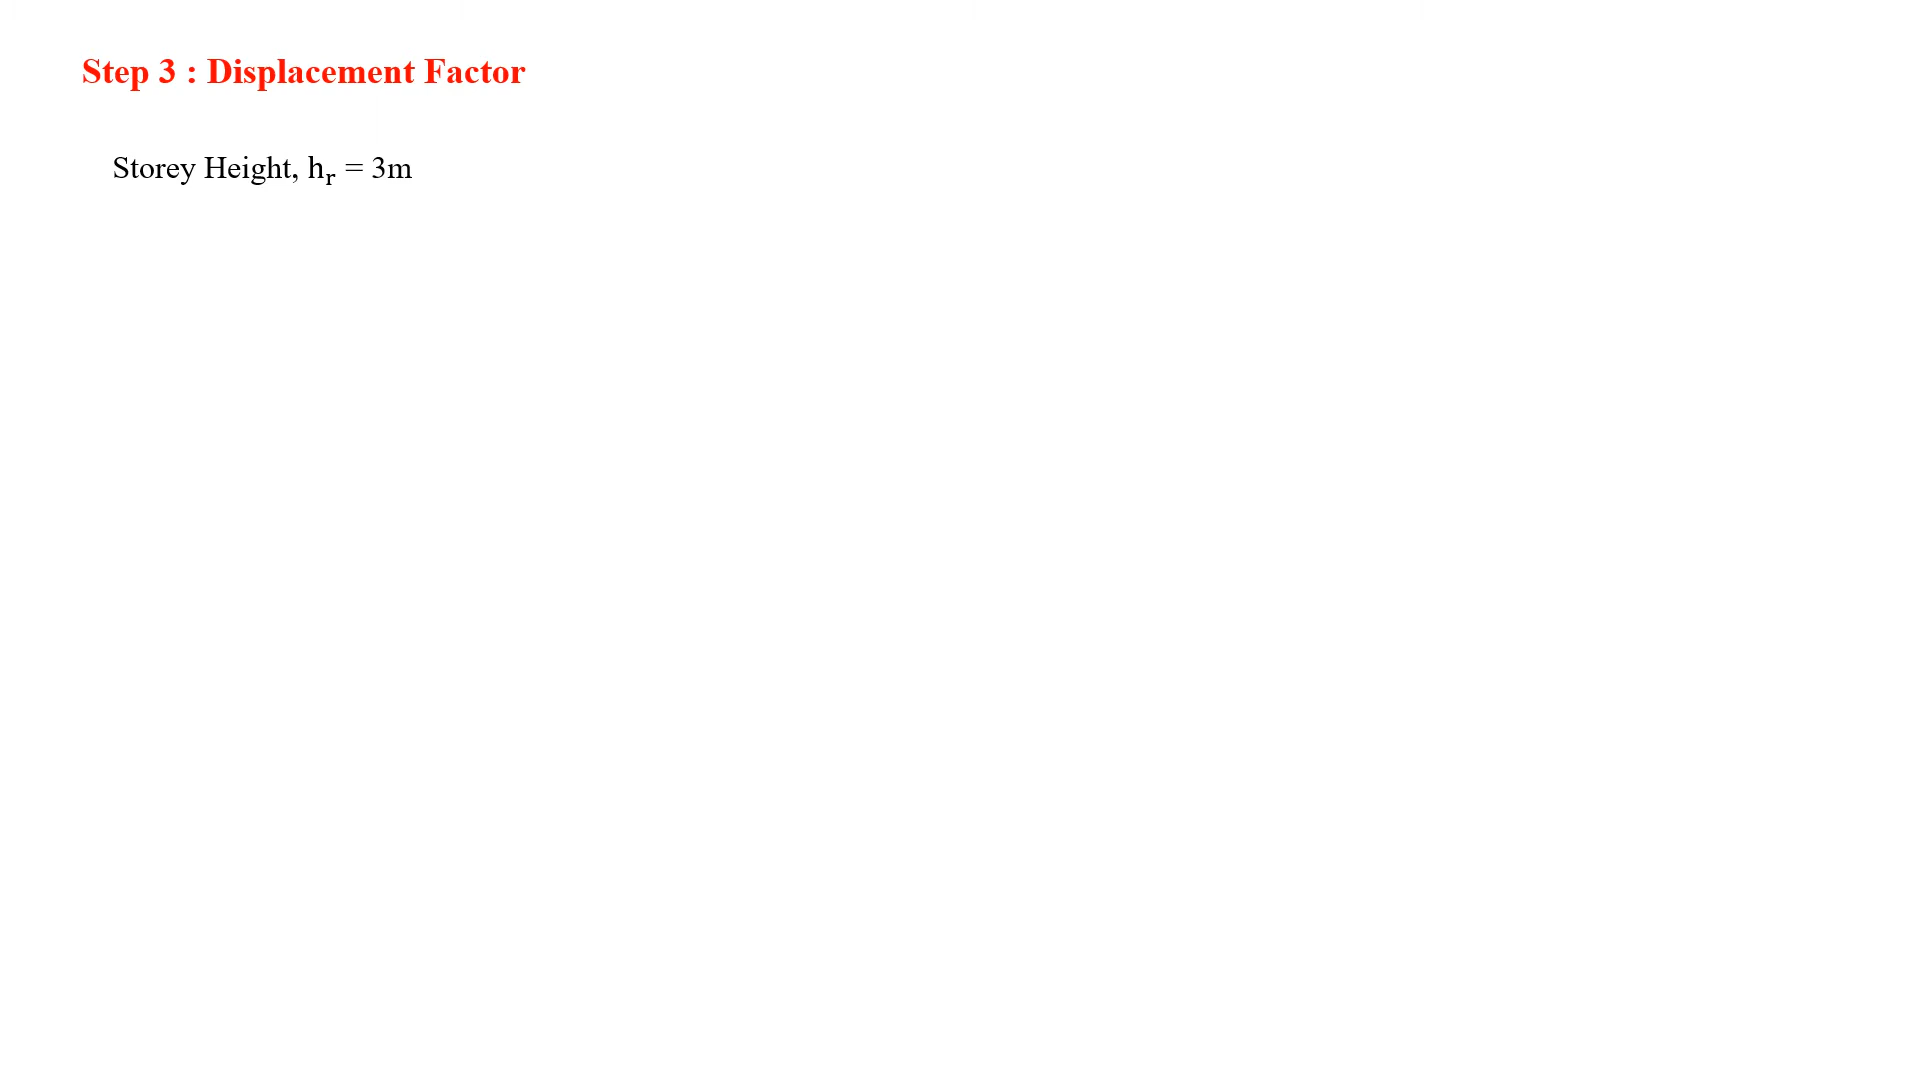 Step 3 : Displacement Factor
Storey Height, hᵣ = 3m